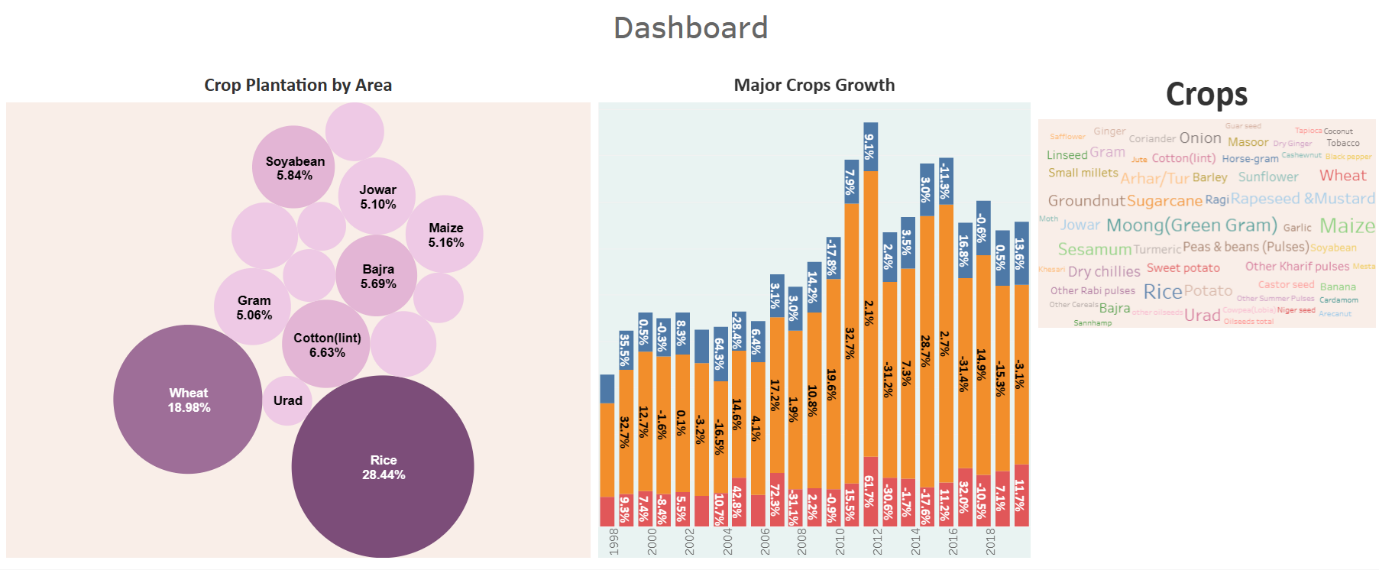 Dashboard
Crop Plantation by Area
Soyabean
5.84%
Jowar
5.10%
Maize
5.16%
Bajra
5.69%
Gram
5.06%
Cotton(lint)
6.63%
Wheat
18.98%
Urad
Rice
28.44%
Major Crops Growth
35.5%
0.5%
-0.3%
8.3%
64.3%
-28.4%
6.4%
3.1%
3.0%
14.2%
-17.8%
7.9%
9.1%
2.4%
3.5%
3.0%
-11.3%
16.8%
-0.6%
0.5%
13.6%
32.7%
12.7%
-1.6%
0.1%
-3.2%
-16.5%
14.6%
4.1%
17.2%
1.9%
10.8%
19.6%
32.7%
2.1%
-31.2%
7.3%
28.7%
2.7%
-31.4%
14.9%
-15.3%
-3.1%
9.3%
7.4%
-8.4%
5.5%
10.7%
42.8%
72.3%
-31.1%
2.2%
-0.9%
15.5%
61.7%
-30.6%
-1.7%
-17.6%
11.2%
32.0%
-10.5%
7.1%
11.7%
1998 2000 2002 2004 2006 2008 2010 2012 2014 2016 2018
Crops
Guar seed
Safflower Ginger Coriander Onion Tapioca Coconut
Masoor Dry Ginger Tobacco
Linseed Gram Jute Cotton(lint) Horse-gram Cashewnut Black pepper
Small millets Arhar/Tur Barley Sunflower Wheat
Groundnut Sugarcane Ragi Rapeseed &Mustard
Moth Jowar Moong(Green Gram) Garlic Maize
Sesamum Turmeric Peas & beans (Pulses) Soyabean
Khesari Dry chillies Sweet potato Other Kharif pulses Mesta
Other Rabi pulses Rice Potato Castor seed Banana
Other Cereals Other Summer Pulses Cardamom
Bajra other oilseeds Urad Cowpea(Lobia) Niger seed Arecanut
Sannhamp Oilseeds total